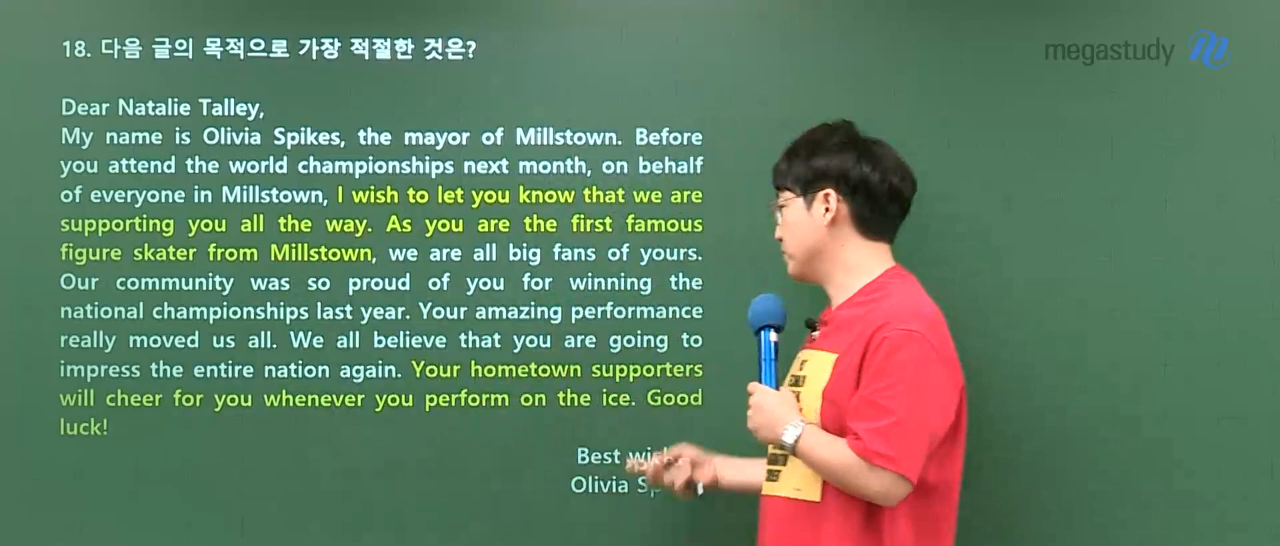 18. 다음 글의 목적으로 가장 적절한 것은?
megastudy
Dear Natalie Talley,
My name is Olivia Spikes, the mayor of Millstown. Before
you attend the world championships next month, on behalf
of everyone in Millstown, I wish to let you know that we are
supporting you all the way. As you are the first famous
figure skater from Millstown, we are all big fans of yours.
Our community was so proud of you for winning the
national championships last year. Your amazing performance
really moved us all. We all believe that you are going to
impress the entire nation again. Your hometown supporters
will cheer for you whenever you perform on the ice. Good
luck!
Best
Olivia